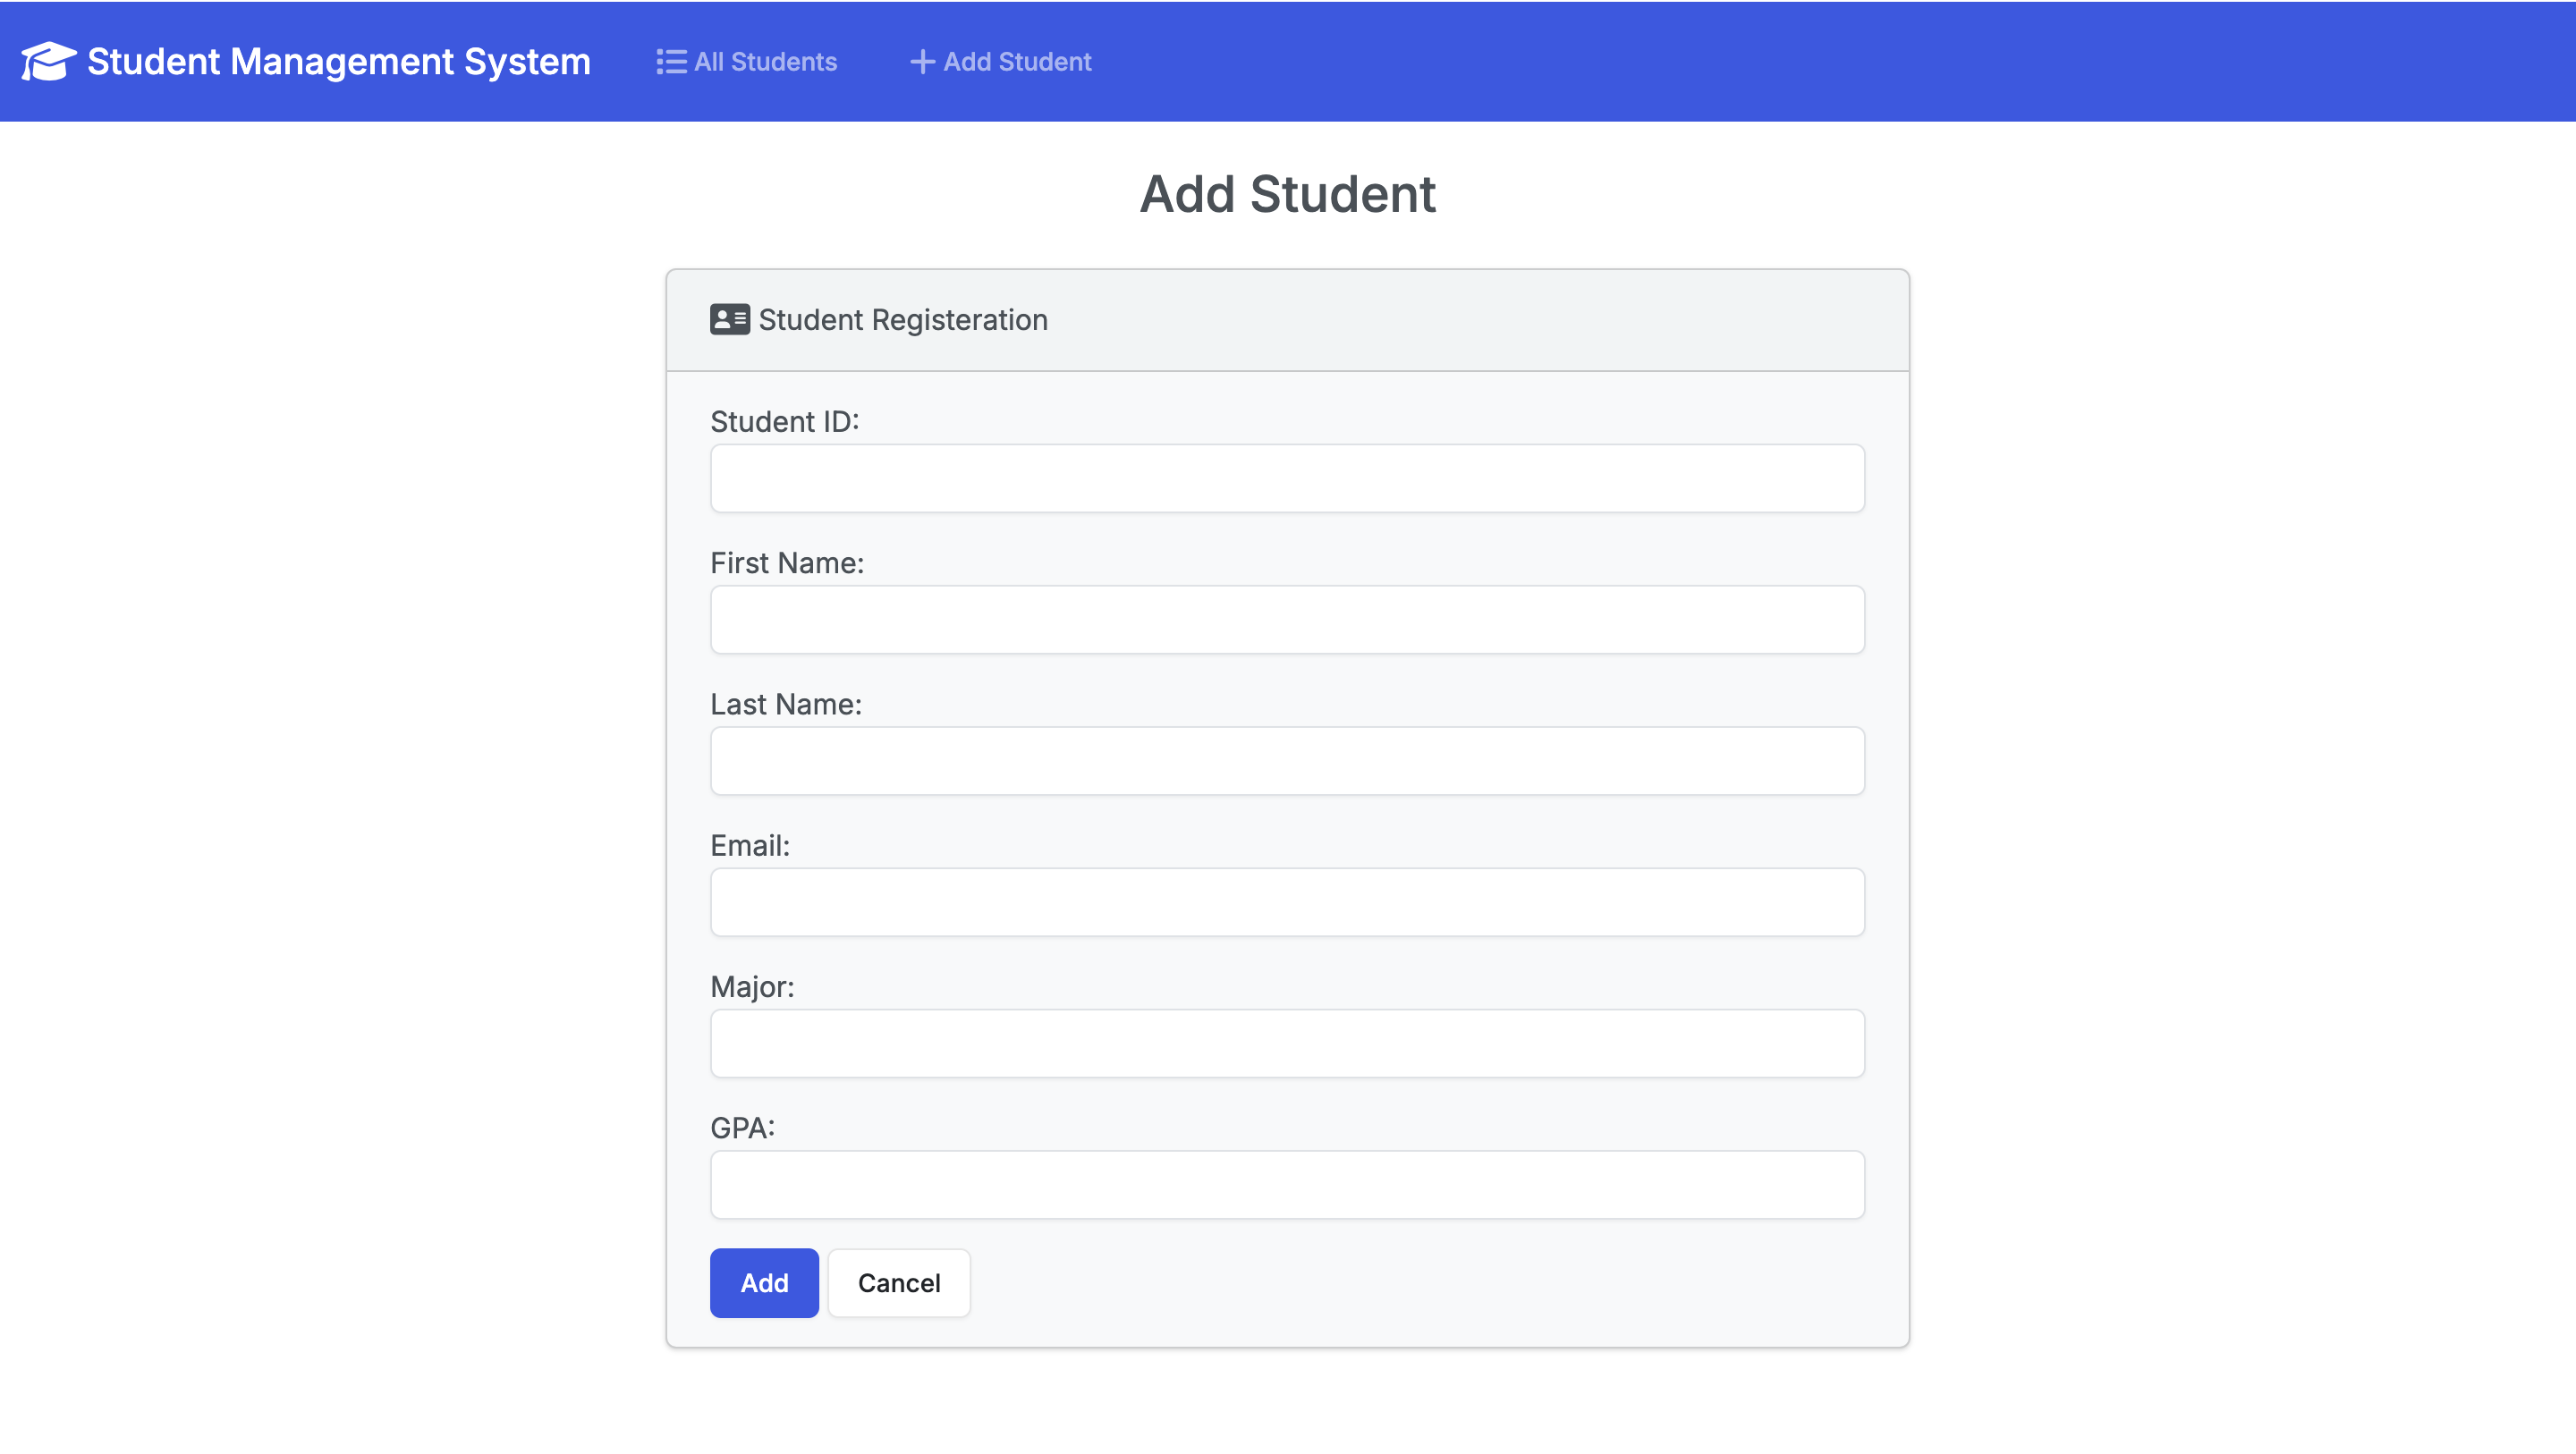 Student Management System All Students Add Student
Add Student
Student Registeration
Student ID:
First Name:
Last Name:
Email:
Major:
GPA:
Add Cancel